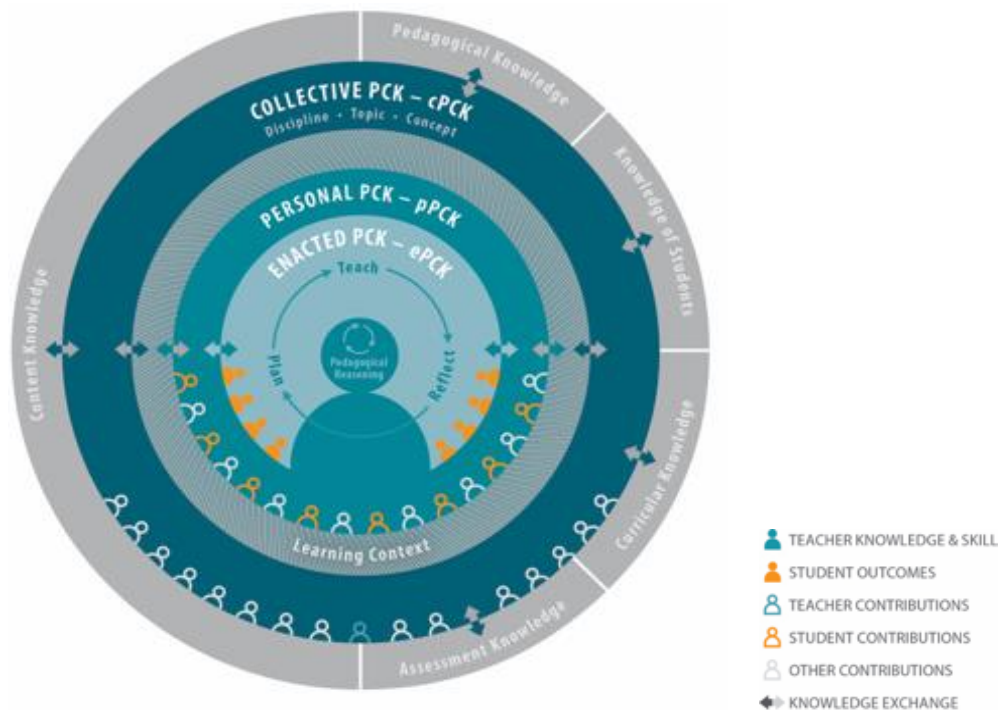 Pedagogical Knowledge
COLLECTIVE PCK – cPCK
Discipline • Topic • Concept
Knowledge of Students
PERSONAL PCK – pPCK
ENACTED PCK – ePCK
Teach
Content Knowledge
Pedagogical
Reasoning
Plan
Reflect
Curricular Knowledge
Learning Context
Assessment Knowledge
TEACHER KNOWLEDGE & SKILL
STUDENT OUTCOMES
TEACHER CONTRIBUTIONS
STUDENT CONTRIBUTIONS
OTHER CONTRIBUTIONS
KNOWLEDGE EXCHANGE